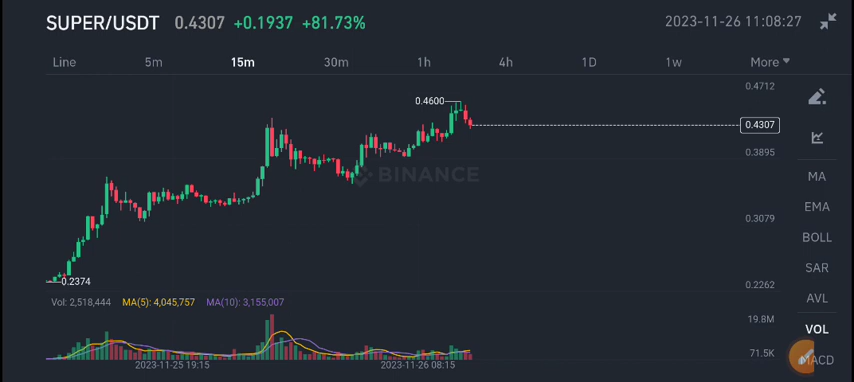 SUPER/USDT 0.4307 +0.1937 +81.73% 2023-11-26 11:08:27
Line 5m 15m 30m 1h 4h 1D 1w More
0.4712
0.4600
0.4307
0.3895
BINANCE
MA
EMA
0.3079
BOLL
SAR
0.2374
0.2262
AVL
Vol: 2,518,444 MA(5): 4,045,757 MA(10): 3,155,007
19.8M
VOL
71.5K
MACD
2023-11-25 19:15 2023-11-26 08:15